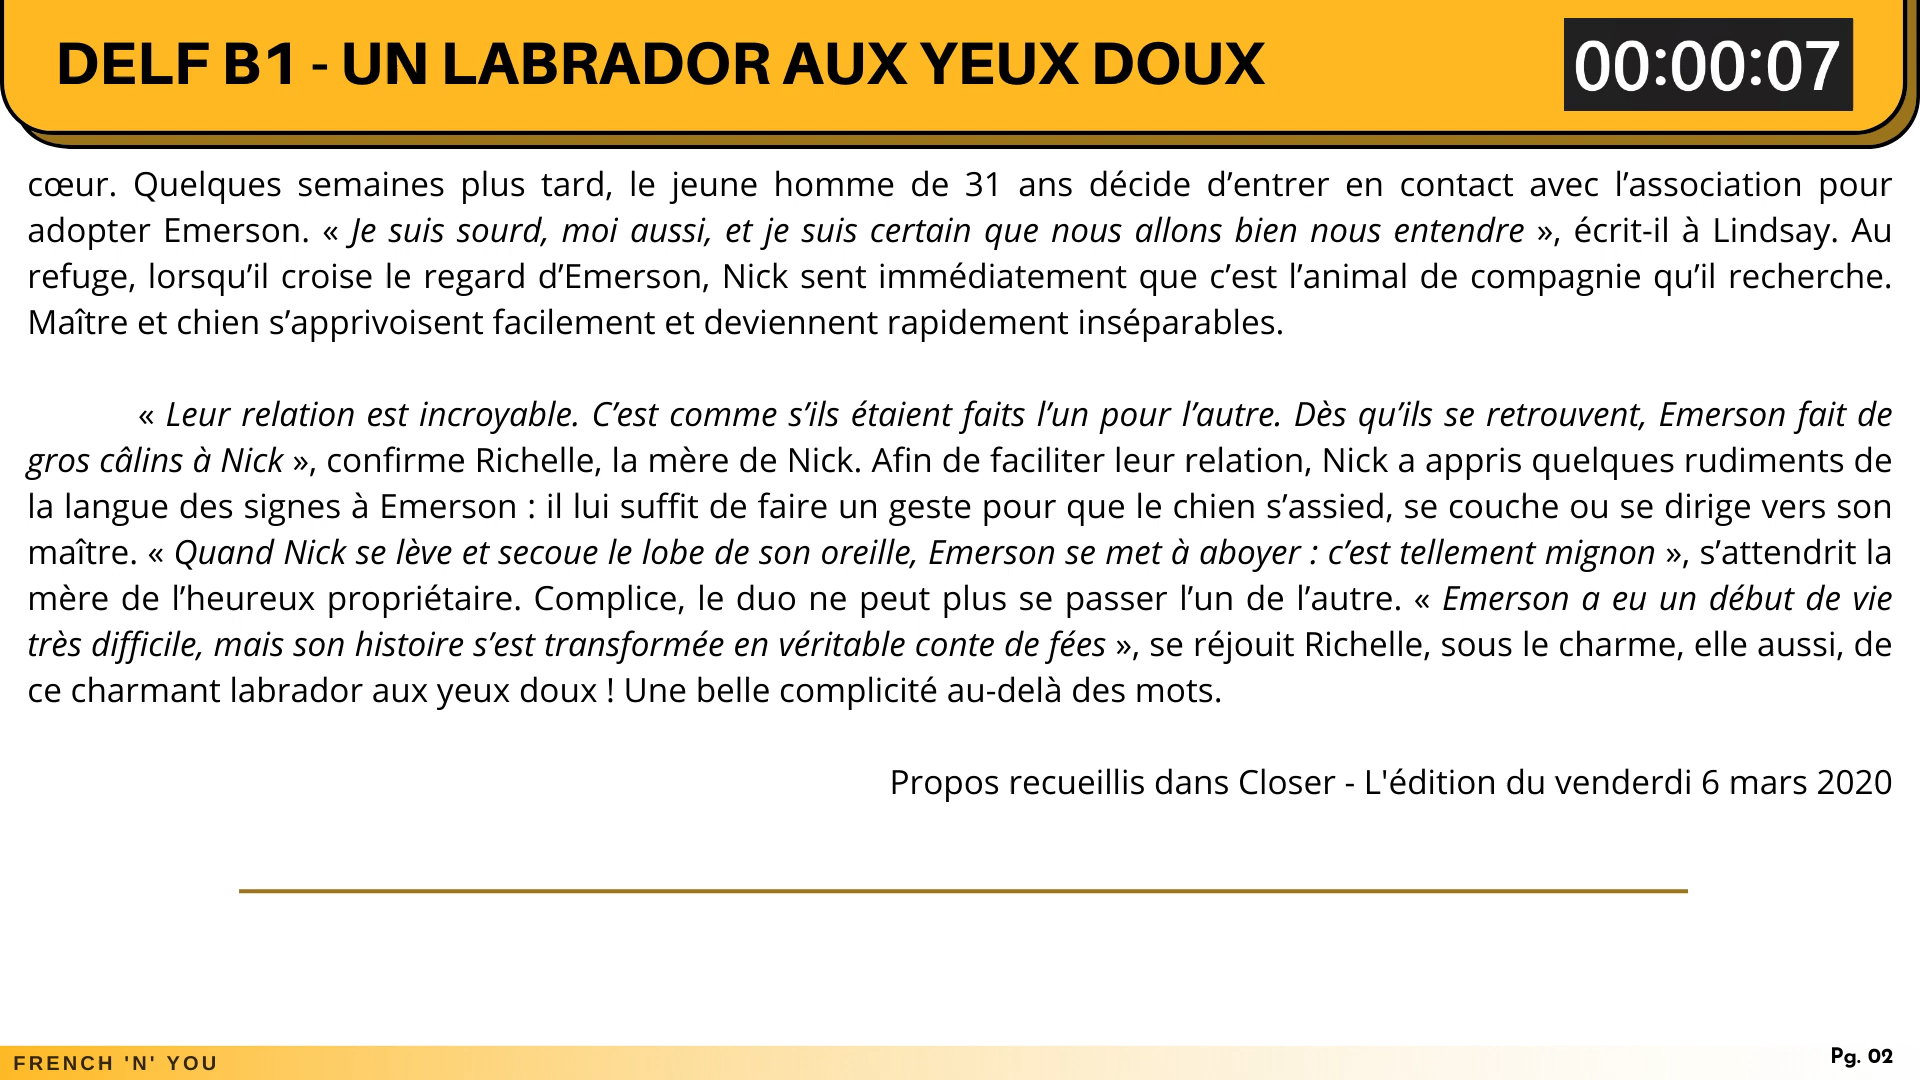 DELF B1 - UN LABRADOR AUX YEUX DOUX
00:00:07
cœur. Quelques semaines plus tard, le jeune homme de 31 ans décide d’entrer en contact avec l’association pour
adopter Emerson. « Je suis sourd, moi aussi, et je suis certain que nous allons bien nous entendre », écrit-il à Lindsay. Au
refuge, lorsqu’il croise le regard d’Emerson, Nick sent immédiatement que c’est l’animal de compagnie qu’il recherche.
Maître et chien s’apprivoisent facilement et deviennent rapidement inséparables.
« Leur relation est incroyable. C’est comme s’ils étaient faits l’un pour l’autre. Dès qu’ils se retrouvent, Emerson fait de
gros câlins à Nick », confirme Richelle, la mère de Nick. Afin de faciliter leur relation, Nick a appris quelques rudiments de
la langue des signes à Emerson : il lui suffit de faire un geste pour que le chien s’assied, se couche ou se dirige vers son
maître. « Quand Nick se lève et secoue le lobe de son oreille, Emerson se met à aboyer : c’est tellement mignon », s’attendrit la
mère de l’heureux propriétaire. Complice, le duo ne peut plus se passer l’un de l’autre. « Emerson a eu un début de vie
très difficile, mais son histoire s’est transformée en véritable conte de fées », se réjouit Richelle, sous le charme, elle aussi, de
ce charmant labrador aux yeux doux ! Une belle complicité au-delà des mots.
Propos recueillis dans Closer - L'édition du venderdi 6 mars 2020
FRENCH 'N' YOU
Pg. 02